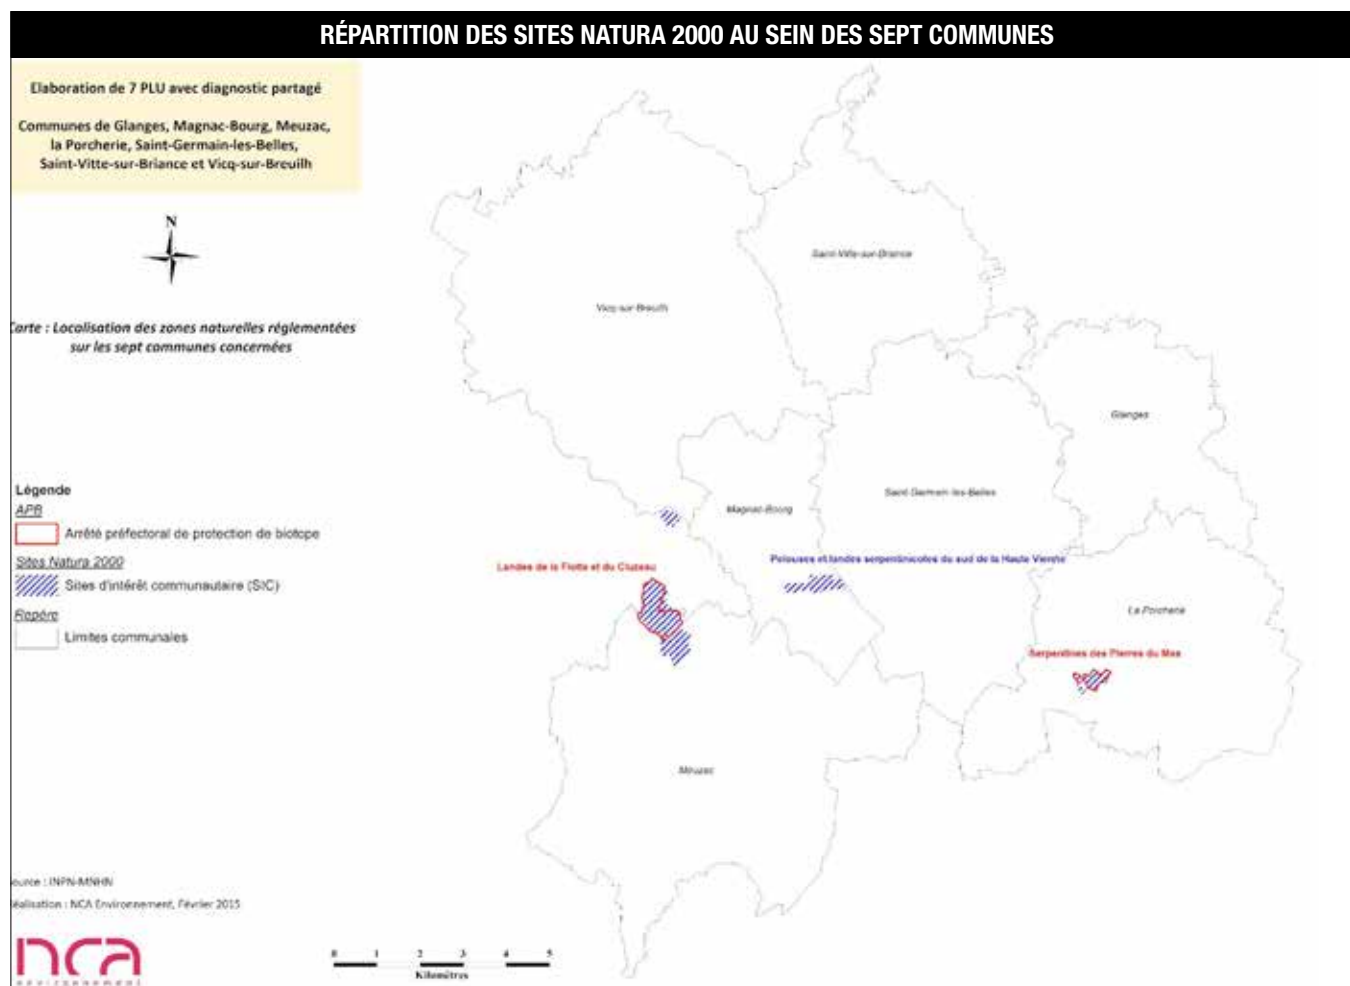 RÉPARTITION DES SITES NATURA 2000 AU SEIN DES SEPT COMMUNES
Elaboration de 7 PLU avec diagnostic partagé
Communes de Glanges, Magnac-Bourg, Meuzac,
la Porcherie, Saint-Germain-les-Belles,
Saint-Vitte-sur-Briance et Vicq-sur-Breuilh
N
Carte : Localisation des zones naturelles réglementées
sur les sept communes concernées
Saint-Vitte-sur-Briance
Vicq-sur-Breuilh
Glanges
Saint-Germain-les-Belles
Magnac-Bourg
Pelouses et landes serpentinicoles du sud de la Haute Vienne
Landes de la Flotte et du Cluzeau
La Porcherie
Serpentines des Pierres du Mas
Meuzac
Légende
APB
Arrêté préfectoral de protection de biotope
Sites Natura 2000
Sites d'intérêt communautaire (SIC)
Repère
Limites communales
ource : INPN-MNHN
éalisation : NCA Environnement, Février 2015
nca
environnement
0 1 2 3 4 5
Kilomètres